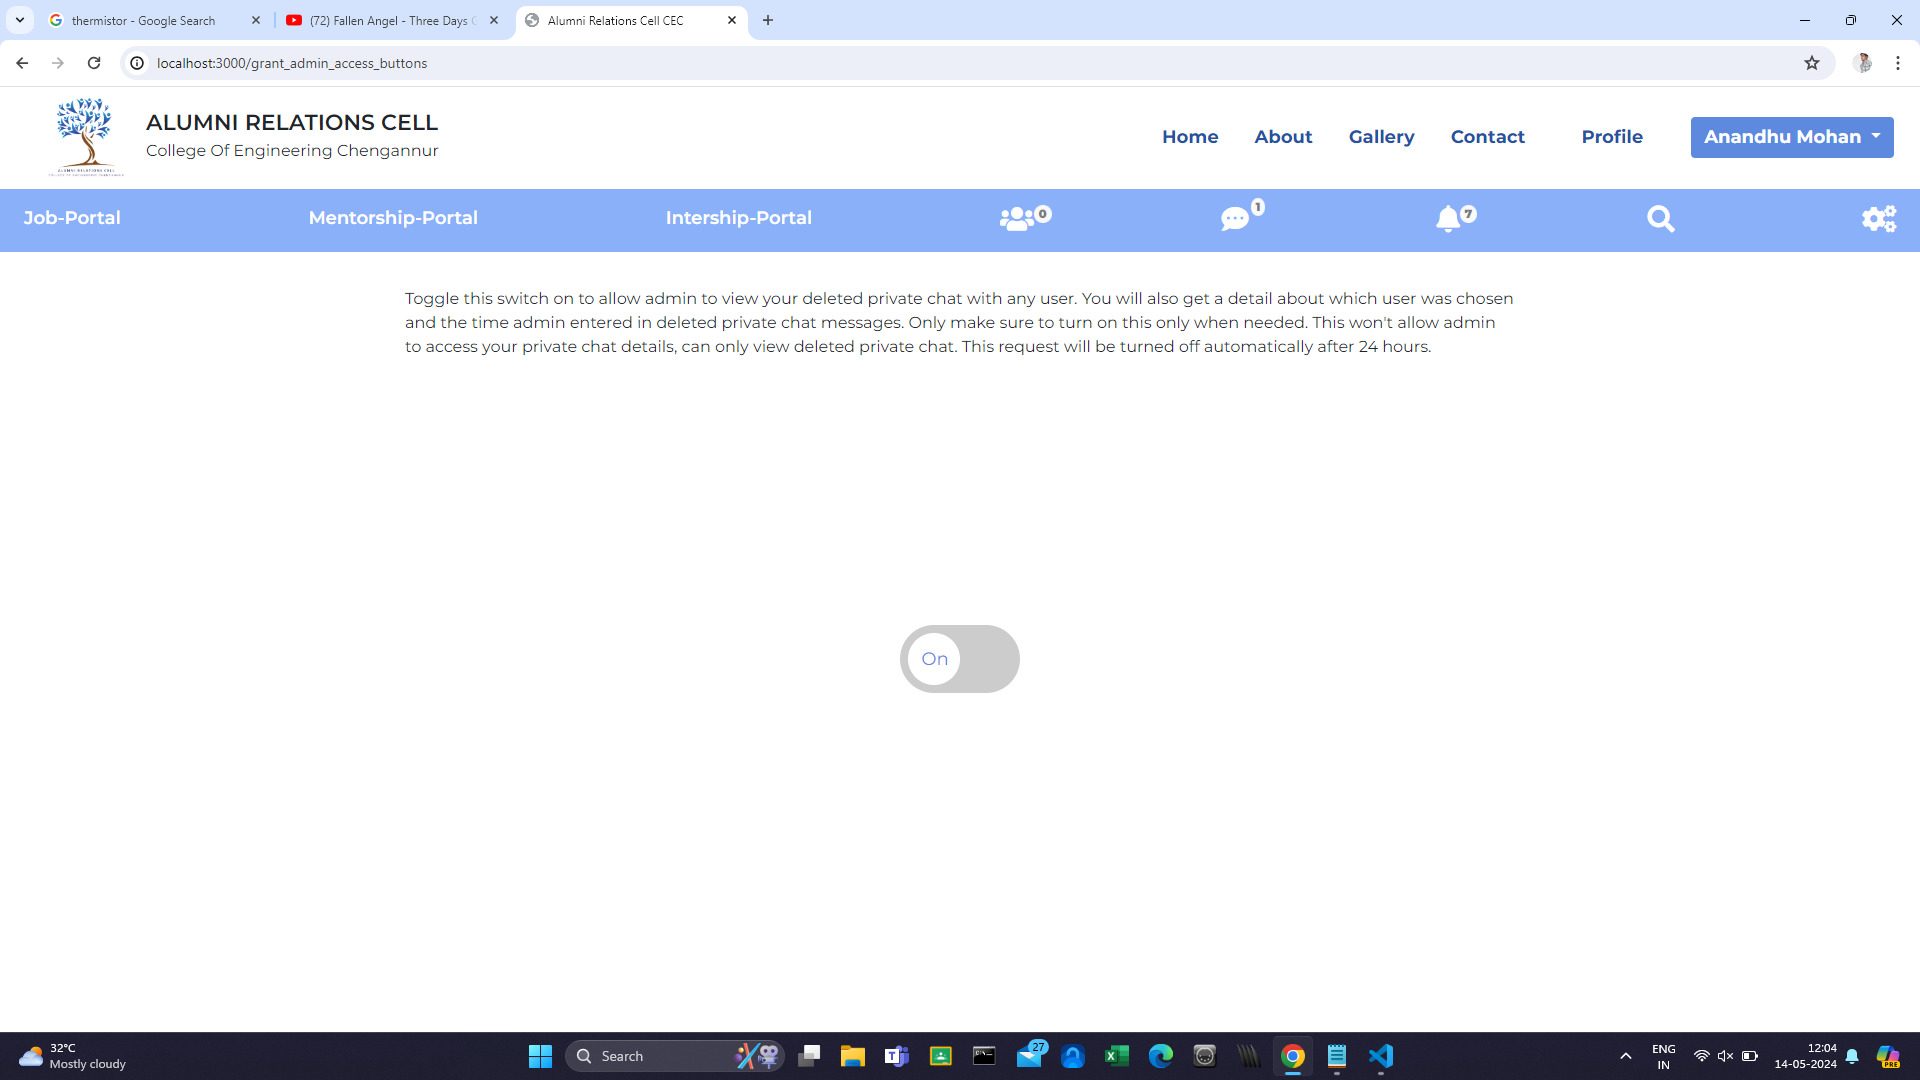 thermistor - Google Search
(72) Fallen Angel - Three Days
Alumni Relations Cell CEC
localhost:3000/grant_admin_access_buttons
ALUMNI RELATIONS CELL
College Of Engineering Chengannur
Home
About
Gallery
Contact
Profile
Anandhu Mohan
Job-Portal
Mentorship-Portal
Intership-Portal
0
1
7
Toggle this switch on to allow admin to view your deleted private chat with any user. You will also get a detail about which user was chosen
and the time admin entered in deleted private chat messages. Only make sure to turn on this only when needed. This won't allow admin
to access your private chat details, can only view deleted private chat. This request will be turned off automatically after 24 hours.
On
32°C
Mostly cloudy
Search
27
ENG
IN
12:04
14-05-2024
PRE